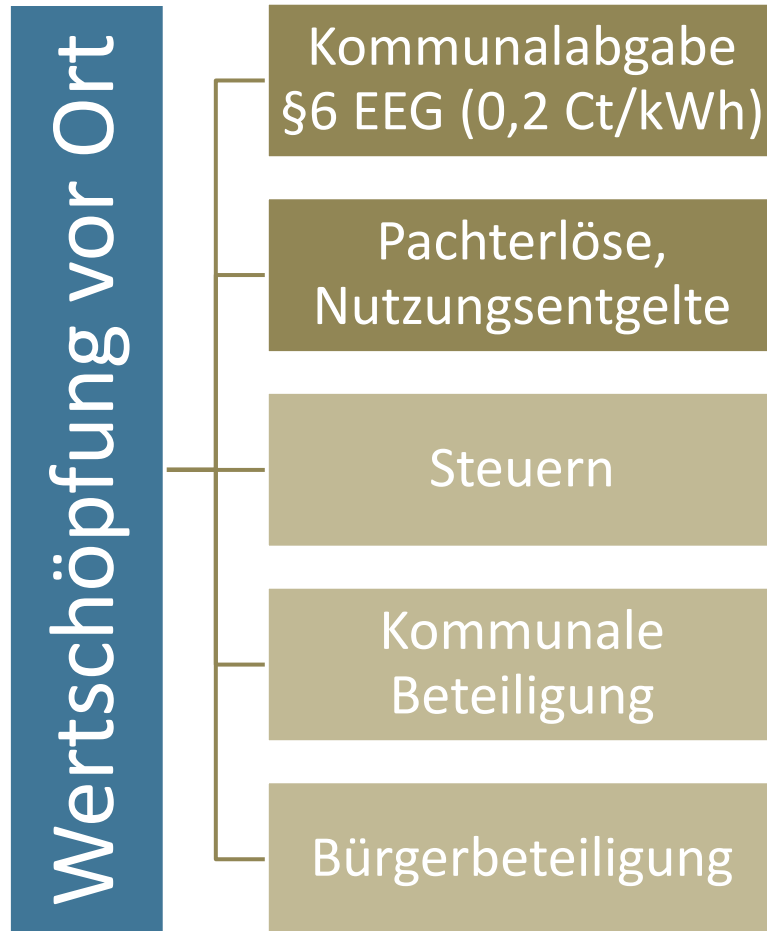 Wertschöpfung vor Ort
Kommunalabgabe
§6 EEG (0,2 Ct/kWh)
Pachterlöse,
Nutzungsentgelte
Steuern
Kommunale
Beteiligung
Bürgerbeteiligung